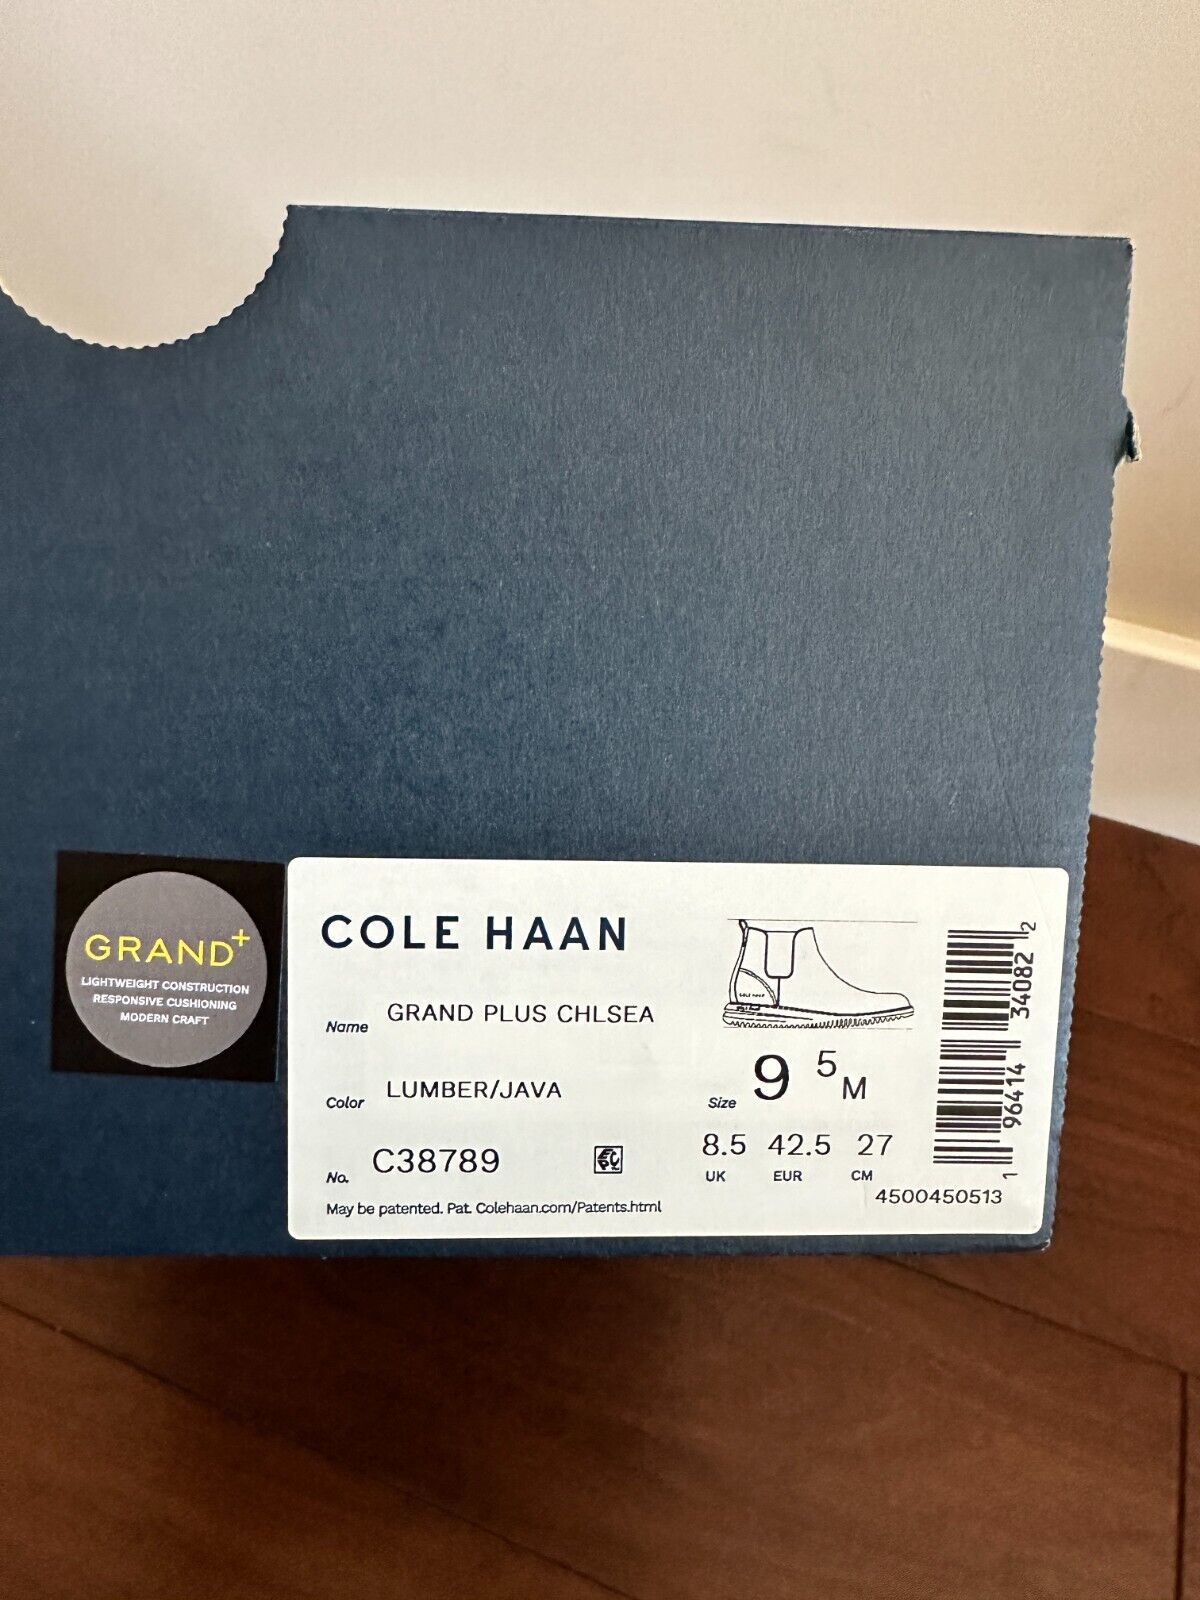 GRAND+
LIGHTWEIGHT CONSTRUCTION
RESPONSIVE CUSHIONING
MODERN CRAFT
COLE HAAN
Name GRAND PLUS CHLSEA
Color LUMBER/JAVA
No. C38789
May be patented. Pat. Colehaan.com/Patents.html
COLE HAAN
Size 9 5 M
8.5 42.5 27
UK EUR CM
4500450513
1 96414 34082 2